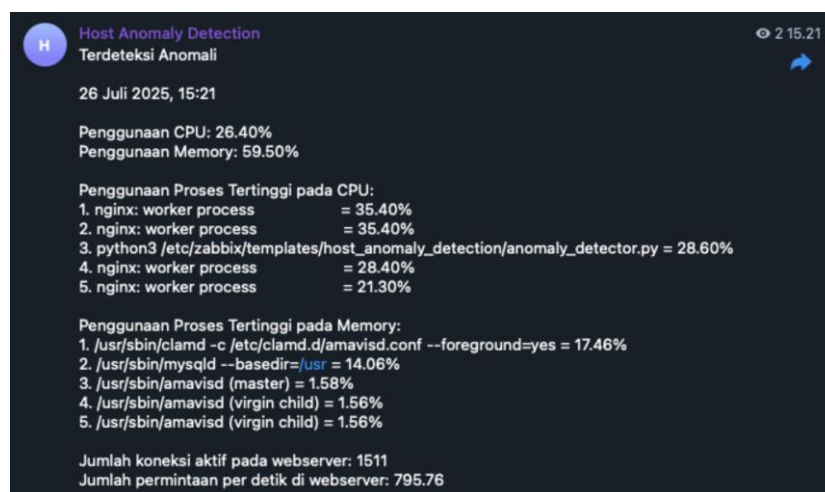 H
Host Anomaly Detection
2 15.21
Terdeteksi Anomali
26 Juli 2025, 15:21
Penggunaan CPU: 26.40%
Penggunaan Memory: 59.50%
Penggunaan Proses Tertinggi pada CPU:
1. nginx: worker process = 35.40%
2. nginx: worker process = 35.40%
3. python3 /etc/zabbix/templates/host_anomaly_detection/anomaly_detector.py = 28.60%
4. nginx: worker process = 28.40%
5. nginx: worker process = 21.30%
Penggunaan Proses Tertinggi pada Memory:
1. /usr/sbin/clamd -c /etc/clamd.d/amavisd.conf --foreground=yes = 17.46%
2. /usr/sbin/mysqld --basedir=/usr = 14.06%
3. /usr/sbin/amavisd (master) = 1.58%
4. /usr/sbin/amavisd (virgin child) = 1.56%
5. /usr/sbin/amavisd (virgin child) = 1.56%
Jumlah koneksi aktif pada webserver: 1511
Jumlah permintaan per detik di webserver: 795.76